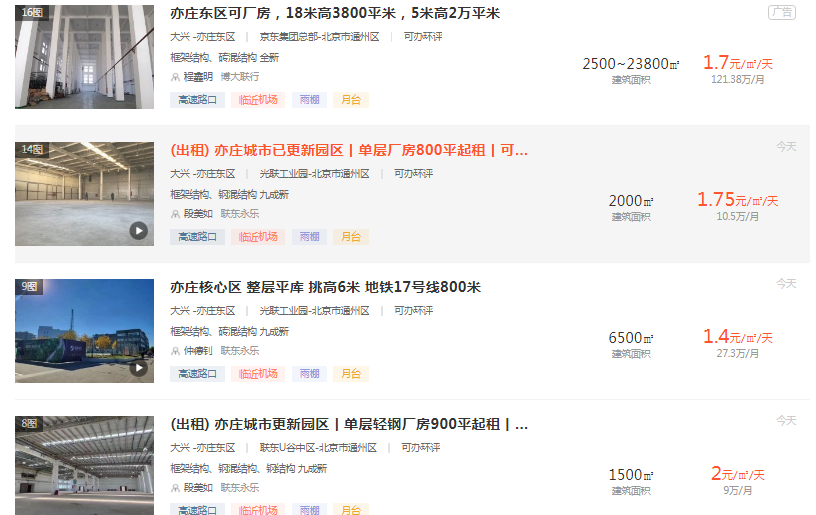 16图
亦庄东区可厂房，18米高3800平米，5米高2万平米
广告
大兴 -亦庄东区 | 京东集团总部-北京市通州区 | 可办环评
框架结构、砖混结构 全新
2500~23800㎡
1.7元/㎡/天
程鑫明 博大联行
建筑面积
121.38万/月
高速路口 临近机场 雨棚 月台
14图
(出租) 亦庄城市已更新园区 | 单层厂房800平起租 | 可...
今天
大兴 -亦庄东区 | 光联工业园-北京市通州区 | 可办环评
框架结构、钢混结构 九成新
2000㎡
1.75元/㎡/天
段美如 联东永乐
建筑面积
10.5万/月
高速路口 临近机场 雨棚 月台
9图
亦庄核心区 整层平库 挑高6米 地铁17号线800米
今天
大兴 -亦庄东区 | 光联工业园-北京市通州区 | 可办环评
框架结构、砖混结构 九成新
6500㎡
1.4元/㎡/天
联东永乐
建筑面积
27.3万/月
高速路口 临近机场 雨棚 月台
8图
(出租) 亦庄城市更新园区 | 单层轻钢厂房900平起租 | ...
今天
大兴 -亦庄东区 | 联东U谷中区-北京市通州区 | 可办环评
框架结构、钢混结构、钢结构 九成新
1500㎡
2元/㎡/天
段美如 联东永乐
建筑面积
9万/月
高速路口 临近机场 雨棚 月台